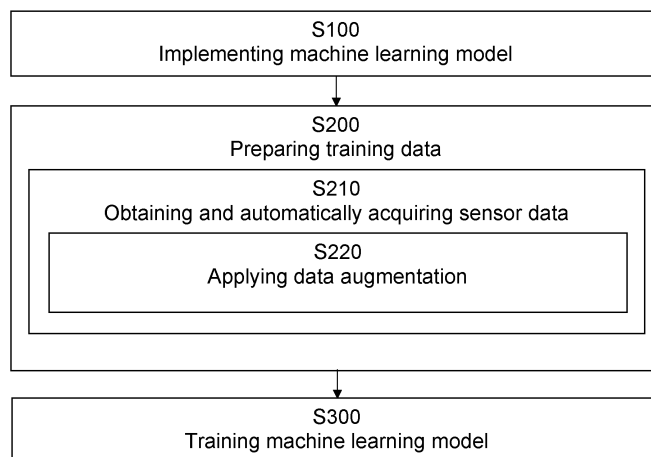 S100
Implementing machine learning model
S200
Preparing training data
S210
Obtaining and automatically acquiring sensor data
S220
Applying data augmentation
S300
Training machine learning model